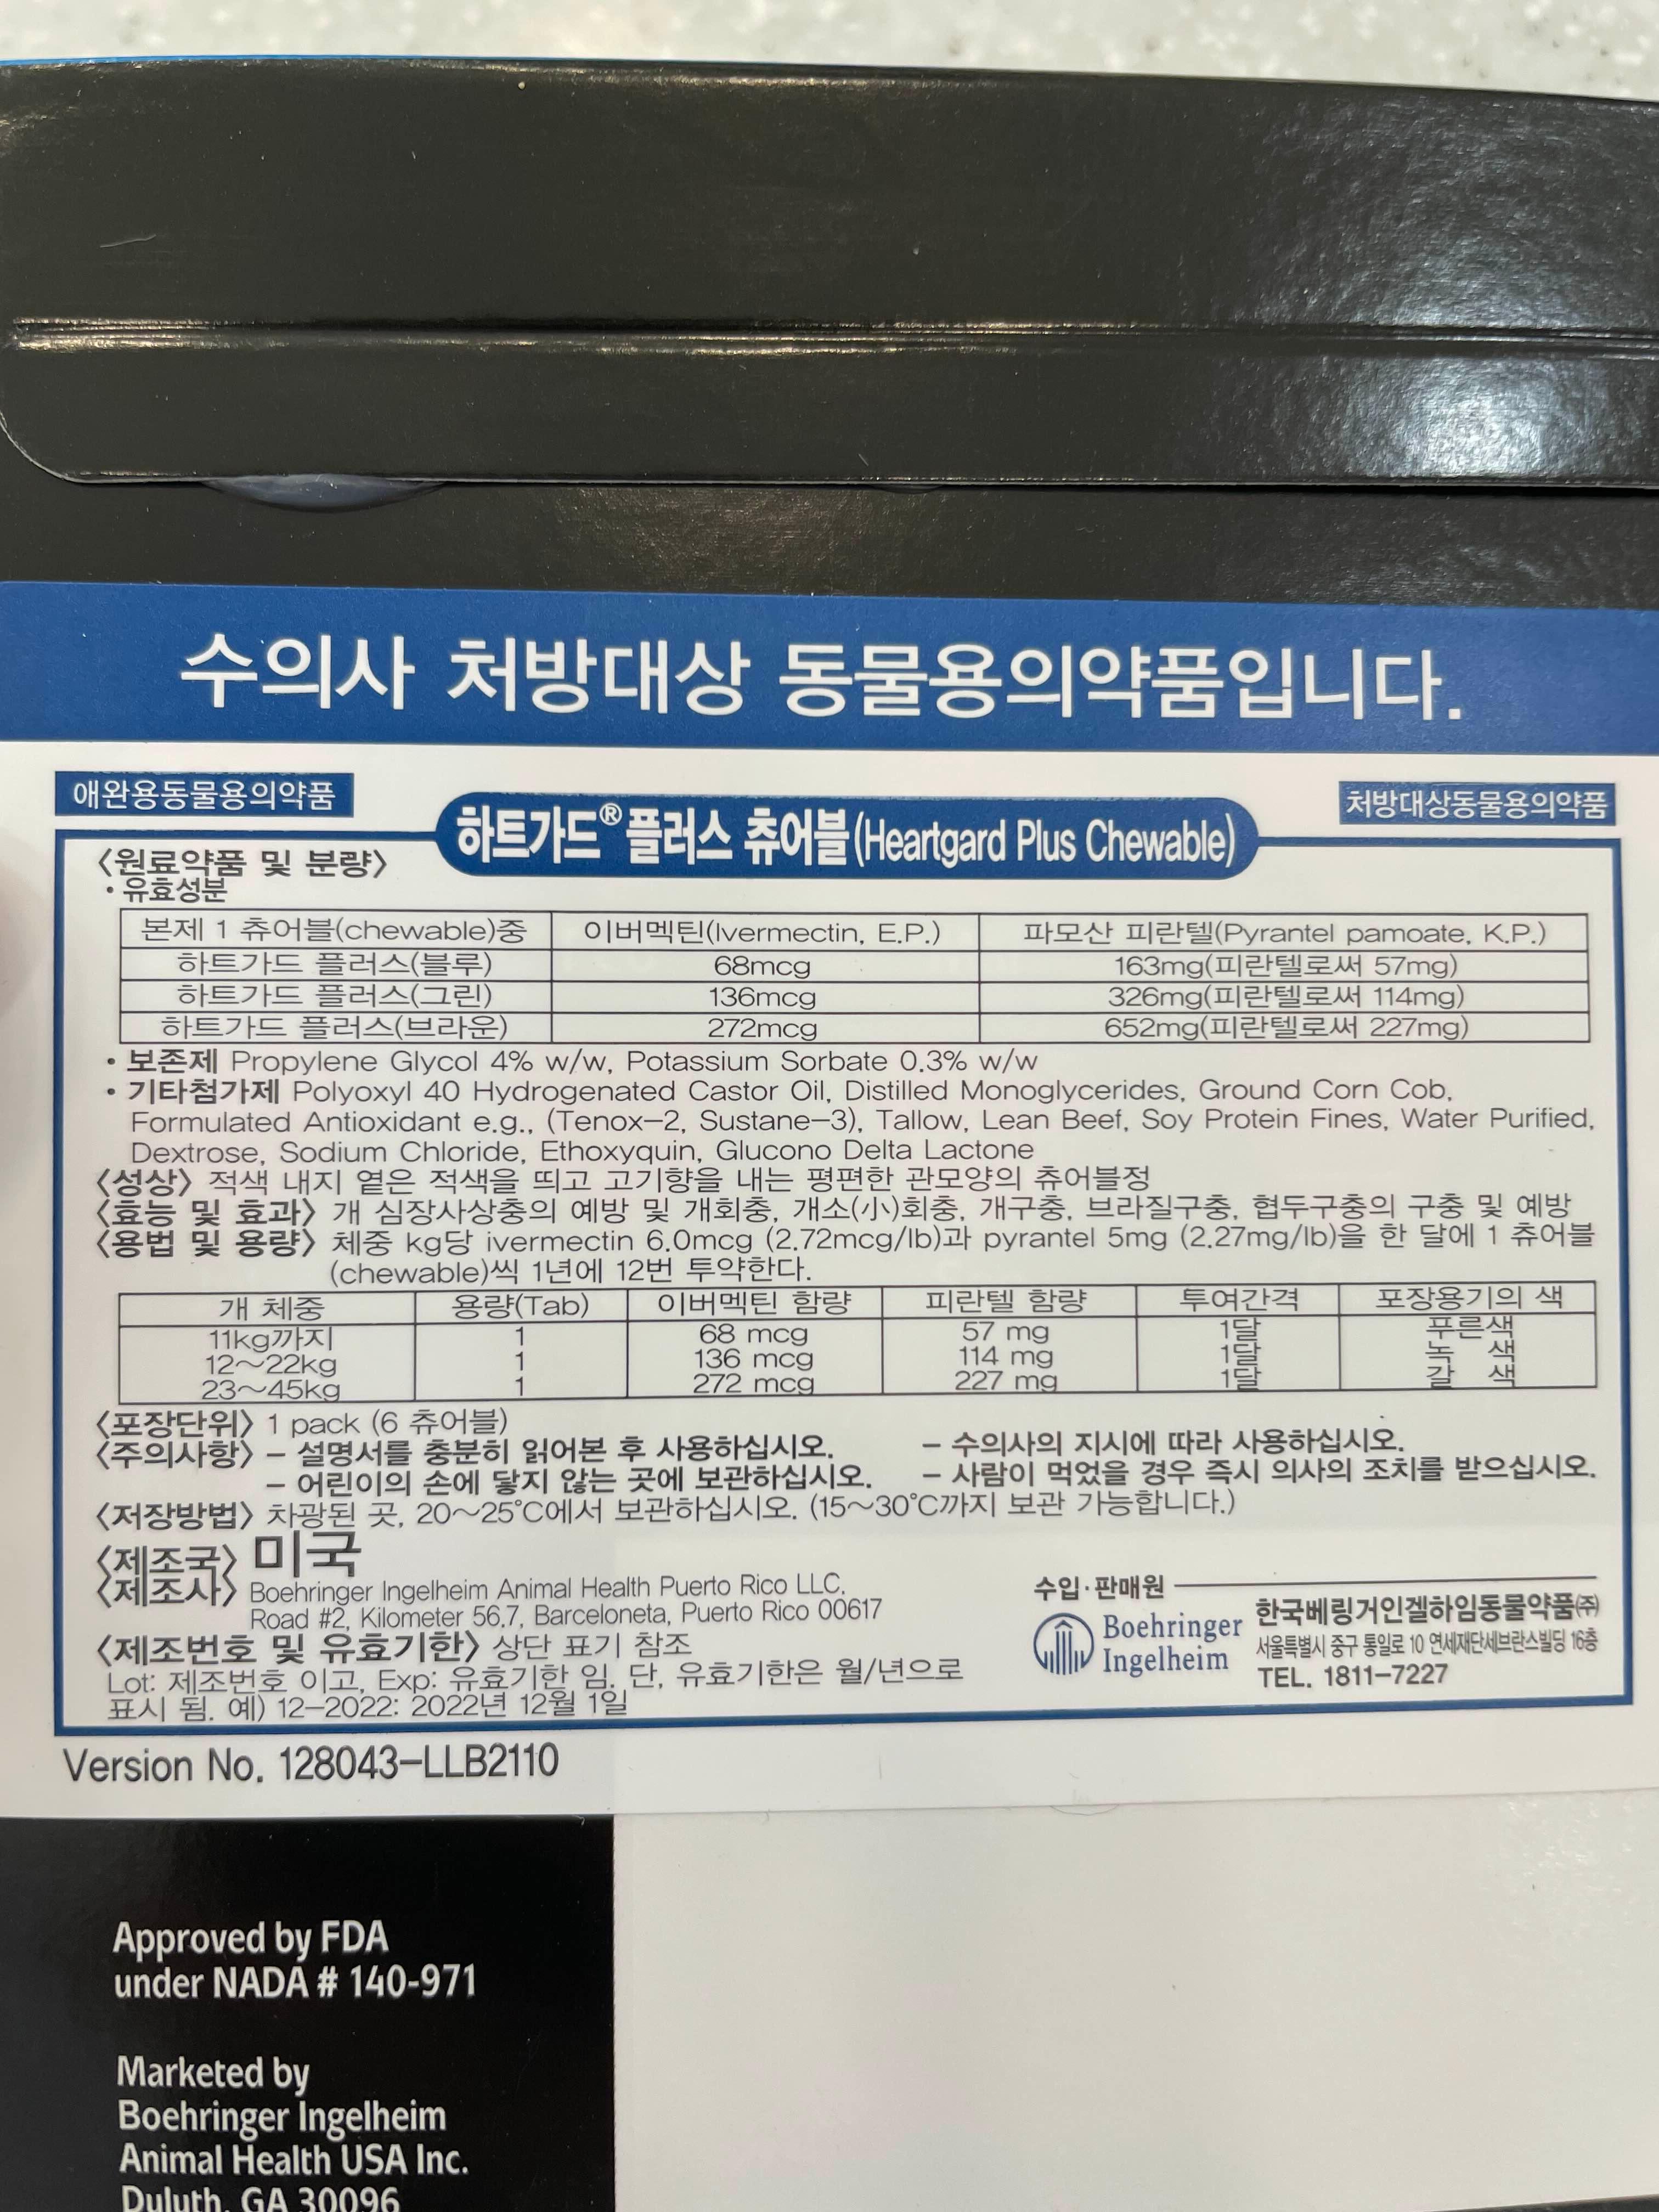 수의사 처방대상 동물용의약품입니다.
애완용동물용의약품
처방대상동물용의약품
하트가드® 플러스 츄어블(Heartgard Plus Chewable)
〈원료약품 및 분량〉
· 유효성분
본제 1 츄어블(chewable)중 이버멕틴(Ivermectin, E.P.) 파모산 피란텔(Pyrantel pamoate, K.P.)
하트가드 플러스(블루) 68mcg 163mg(피란텔로써 57mg)
하트가드 플러스(그린) 136mcg 326mg(피란텔로써 114mg)
하트가드 플러스(브라운) 272mcg 652mg(피란텔로써 227mg)
· 보존제 Propylene Glycol 4% w/w, Potassium Sorbate 0.3% w/w
· 기타첨가제 Polyoxyl 40 Hydrogenated Castor Oil, Distilled Monoglycerides, Ground Corn Cob,
Formulated Antioxidant e.g., (Tenox-2, Sustane-3), Tallow, Lean Beef, Soy Protein Fines, Water Purified,
Dextrose, Sodium Chloride, Ethoxyquin, Glucono Delta Lactone
〈성상〉 적색 내지 옅은 적색을 띄고 고기향을 내는 평편한 관모양의 츄어블정
〈효능 및 효과〉 개 심장사상충의 예방 및 개회충, 개소(小)회충, 개구충, 브라질구충, 협두구충의 구충 및 예방
〈용법 및 용량〉 체중 kg당 ivermectin 6.0mcg (2.72mcg/lb)과 pyrantel 5mg (2.27mg/lb)을 한 달에 1 츄어블
(chewable)씩 1년에 12번 투약한다.
개 체중 용량(Tab) 이버멕틴 함량 피란텔 함량 투여간격 포장용기의 색
11kg까지 1 68 mcg 57 mg 1달 푸른색
12~22kg 1 136 mcg 114 mg 1달 녹 색
23~45kg 1 272 mcg 227 mg 1달 갈 색
〈포장단위〉 1 pack (6 츄어블)
〈주의사항〉 - 설명서를 충분히 읽어본 후 사용하십시오. - 수의사의 지시에 따라 사용하십시오.
- 어린이의 손에 닿지 않는 곳에 보관하십시오. - 사람이 먹었을 경우 즉시 의사의 조치를 받으십시오.
〈저장방법〉 차광된 곳, 20~25°C에서 보관하십시오. (15~30°C까지 보관 가능합니다.)
〈제조국〉 미국
〈제조사〉 Boehringer Ingelheim Animal Health Puerto Rico LLC.
Road #2, Kilometer 56.7, Barceloneta, Puerto Rico 00617
〈제조번호 및 유효기한〉 상단 표기 참조
Lot: 제조번호 이고, Exp: 유효기한 임. 단, 유효기한은 월/년으로
표시 됨. 예) 12-2022: 2022년 12월 1일
수입·판매원
Boehringer
Ingelheim
한국베링거인겔하임동물약품㈜
서울특별시 중구 통일로 10 연세재단세브란스빌딩 16층
TEL. 1811-7227
Version No. 128043-LLB2110
Approved by FDA
under NADA # 140-971
Marketed by
Boehringer Ingelheim
Animal Health USA Inc.
Duluth, GA 30096